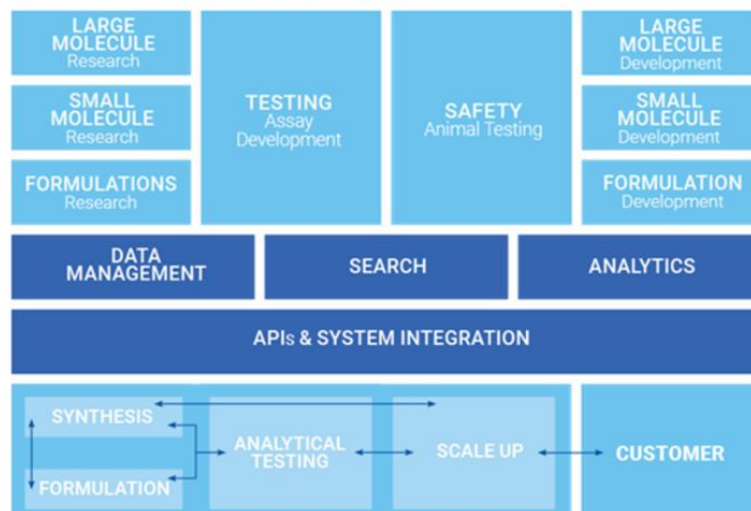 LARGE
MOLECULE
Research
SMALL
MOLECULE
Research
FORMULATIONS
Research
TESTING
Assay
Development
SAFETY
Animal Testing
LARGE
MOLECULE
Development
SMALL
MOLECULE
Development
FORMULATION
Development
DATA
MANAGEMENT
SEARCH
ANALYTICS
APIs & SYSTEM INTEGRATION
SYNTHESIS
FORMULATION
ANALYTICAL
TESTING
SCALE UP
CUSTOMER